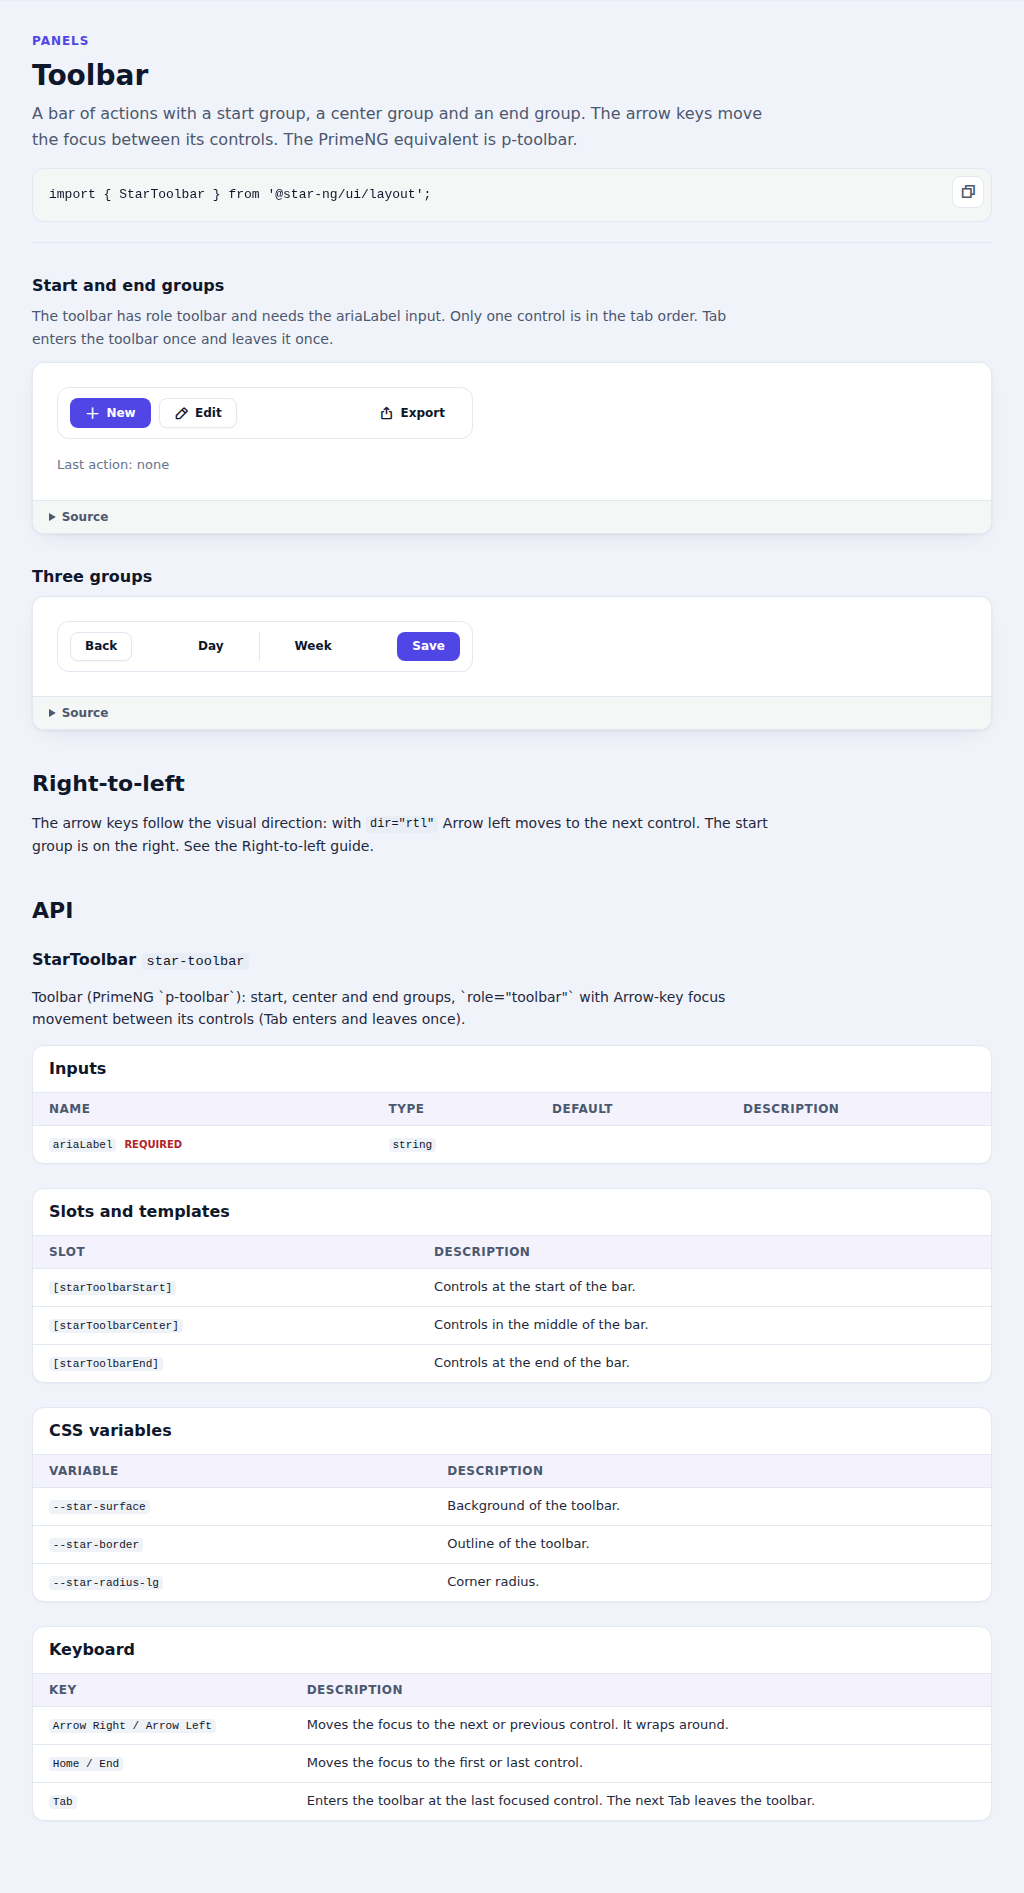 PANELS
Toolbar
A bar of actions with a start group, a center group and an end group. The arrow keys move
the focus between its controls. The PrimeNG equivalent is p-toolbar.
import { StarToolbar } from '@star-ng/ui/layout';
Start and end groups
The toolbar has role toolbar and needs the ariaLabel input. Only one control is in the tab order. Tab
enters the toolbar once and leaves it once.
New Edit Export
Last action: none
Source
Three groups
Back Day Week Save
Source
Right-to-left
The arrow keys follow the visual direction: with dir="rtl" Arrow left moves to the next control. The start
group is on the right. See the Right-to-left guide.
API
StarToolbar star-toolbar
Toolbar (PrimeNG `p-toolbar`): start, center and end groups, `role="toolbar"` with Arrow-key focus
movement between its controls (Tab enters and leaves once).
Inputs
NAME TYPE DEFAULT DESCRIPTION
ariaLabel REQUIRED string
Slots and templates
SLOT DESCRIPTION
[starToolbarStart] Controls at the start of the bar.
[starToolbarCenter] Controls in the middle of the bar.
[starToolbarEnd] Controls at the end of the bar.
CSS variables
VARIABLE DESCRIPTION
--star-surface Background of the toolbar.
--star-border Outline of the toolbar.
--star-radius-lg Corner radius.
Keyboard
KEY DESCRIPTION
Arrow Right / Arrow Left Moves the focus to the next or previous control. It wraps around.
Home / End Moves the focus to the first or last control.
Tab Enters the toolbar at the last focused control. The next Tab leaves the toolbar.